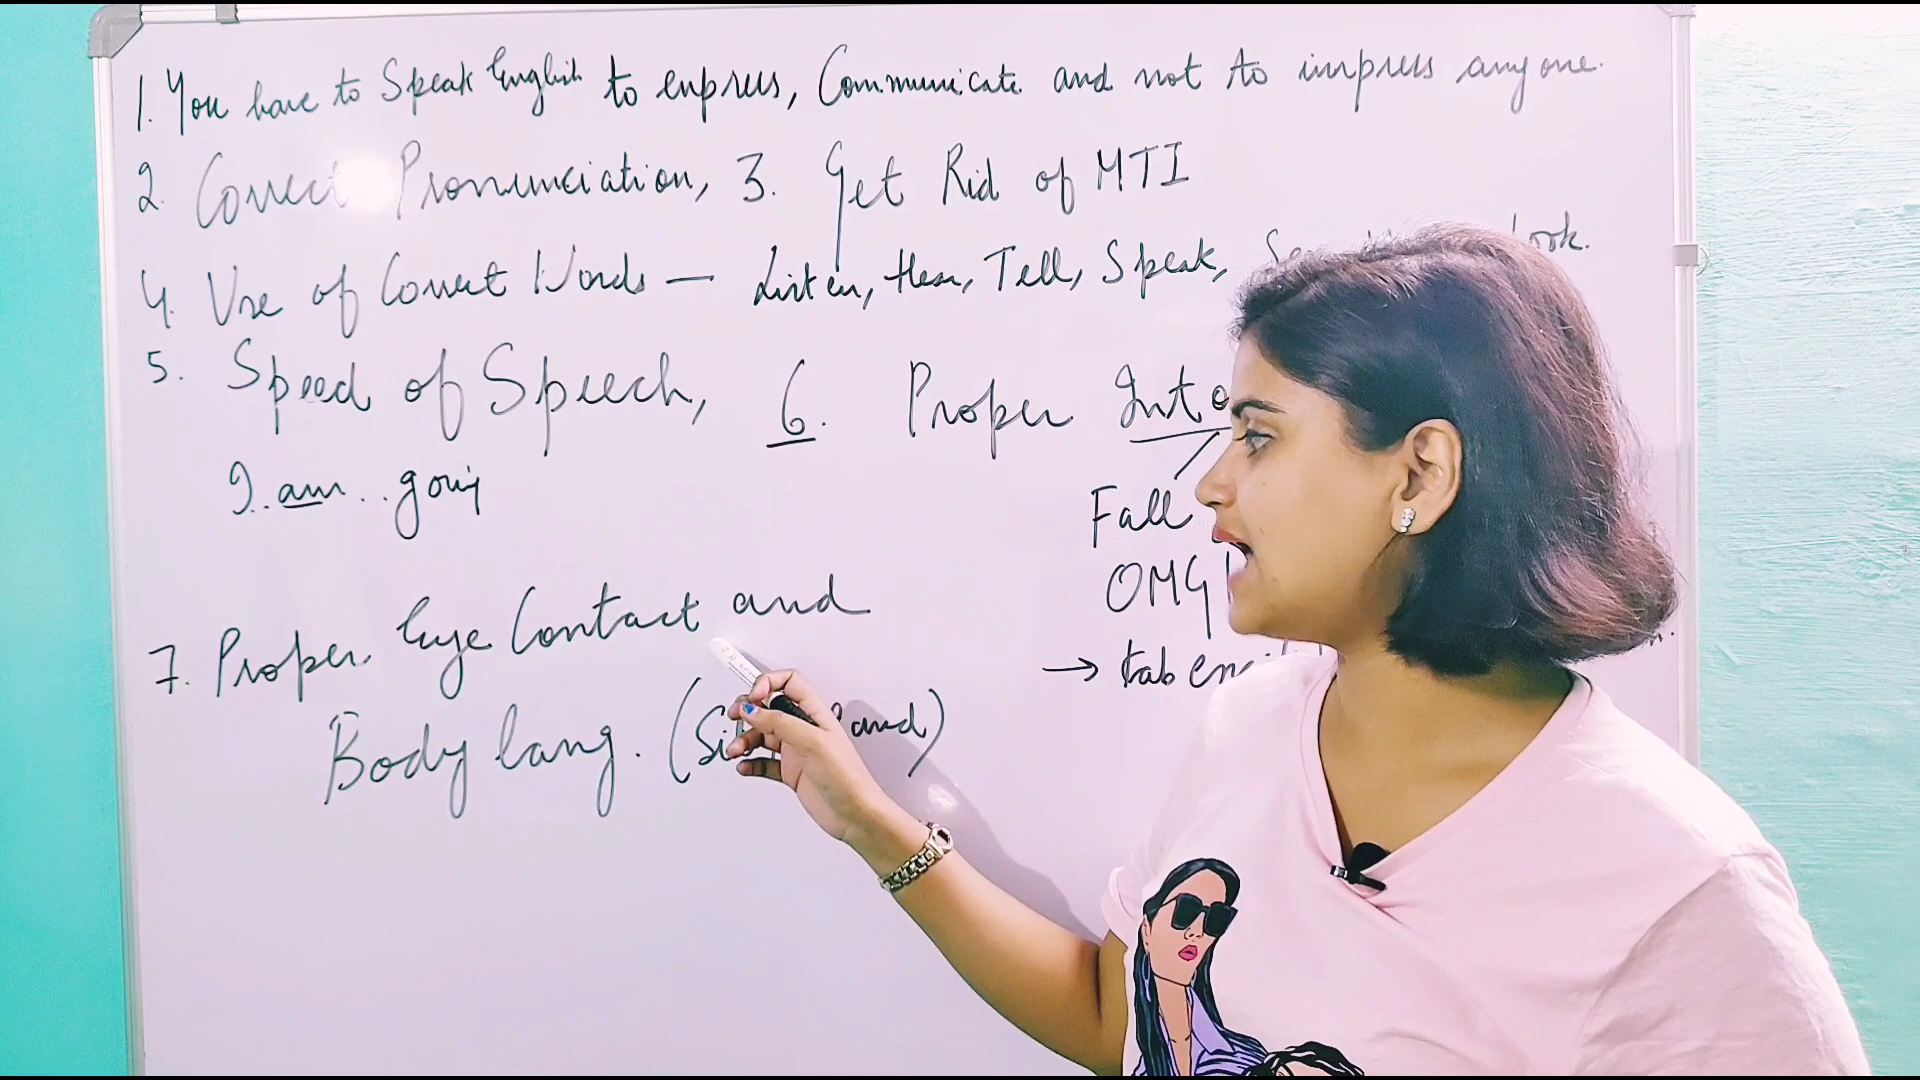 1. You have to Speak English to express, Communicate and not to impress anyone.
2. Correct Pronunciation, 3. Get Rid of MTI
4. Use of Correct Words — Listen, Hear, Tell, Speak, look.
5. Speed of Speech, 6. Proper
I.. am.. going
Fall
OMG!
7. Proper Eye Contact and
→
Body lang. ( and)